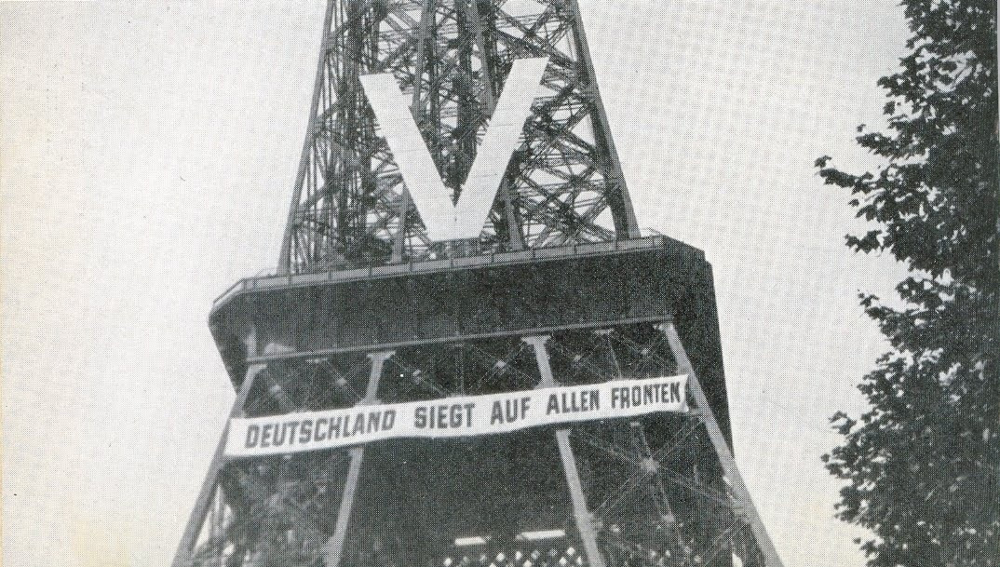 V
DEUTSCHLAND SIEGT AUF ALLEN FRONTEN